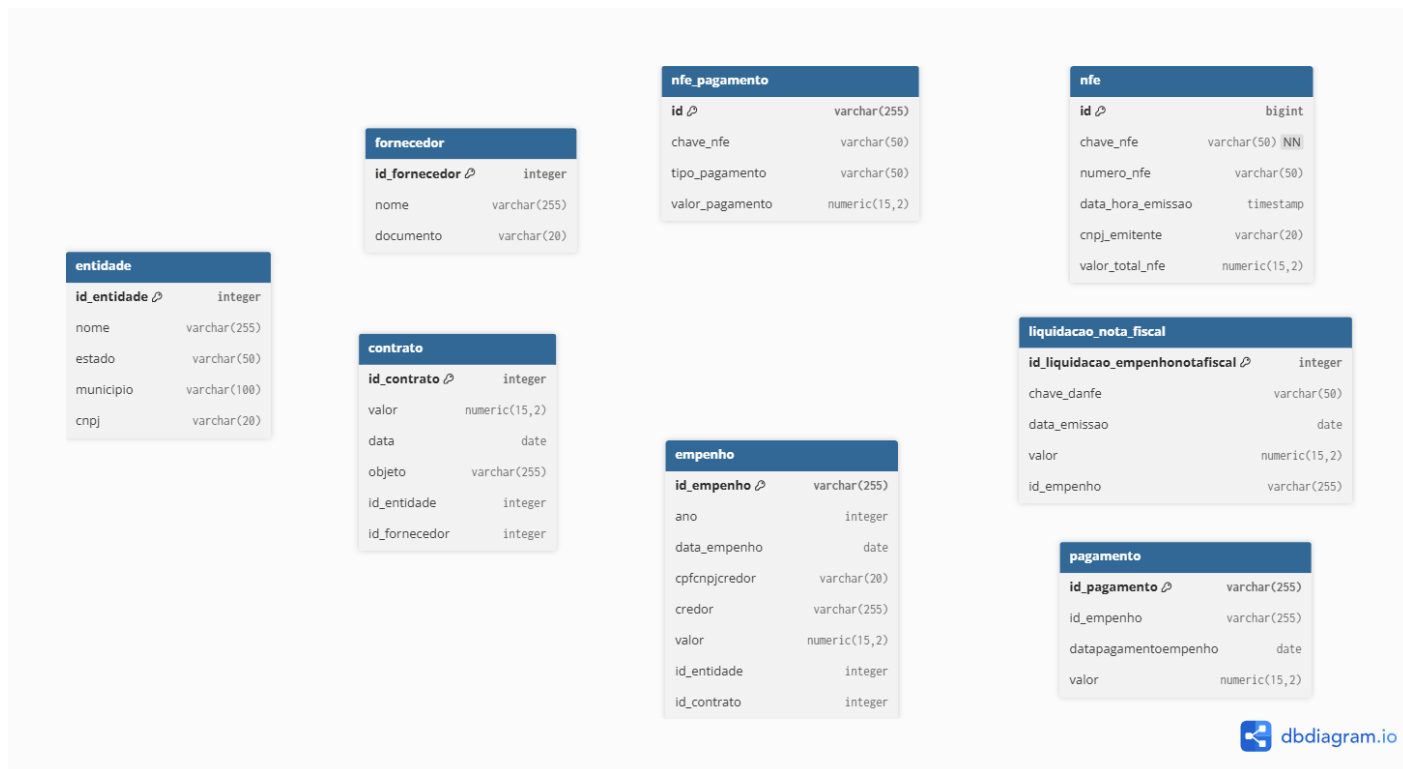 nfe_pagamento
id varchar(255)
chave_nfe varchar(50)
tipo_pagamento varchar(50)
valor_pagamento numeric(15,2)
nfe
id bigint
chave_nfe varchar(50) NN
numero_nfe varchar(50)
data_hora_emissao timestamp
cnpj_emitente varchar(20)
valor_total_nfe numeric(15,2)
fornecedor
id_fornecedor integer
nome varchar(255)
documento varchar(20)
entidade
id_entidade integer
nome varchar(255)
estado varchar(50)
municipio varchar(100)
cnpj varchar(20)
contrato
id_contrato integer
valor numeric(15,2)
data date
objeto varchar(255)
id_entidade integer
id_fornecedor integer
liquidacao_nota_fiscal
id_liquidacao_empenhonotafiscal integer
chave_danfe varchar(50)
data_emissao date
valor numeric(15,2)
id_empenho varchar(255)
empenho
id_empenho varchar(255)
ano integer
data_empenho date
cpfcnpjcredor varchar(20)
credor varchar(255)
valor numeric(15,2)
id_entidade integer
id_contrato integer
pagamento
id_pagamento varchar(255)
id_empenho varchar(255)
datapagamentoempenho date
valor numeric(15,2)
dbdiagram.io